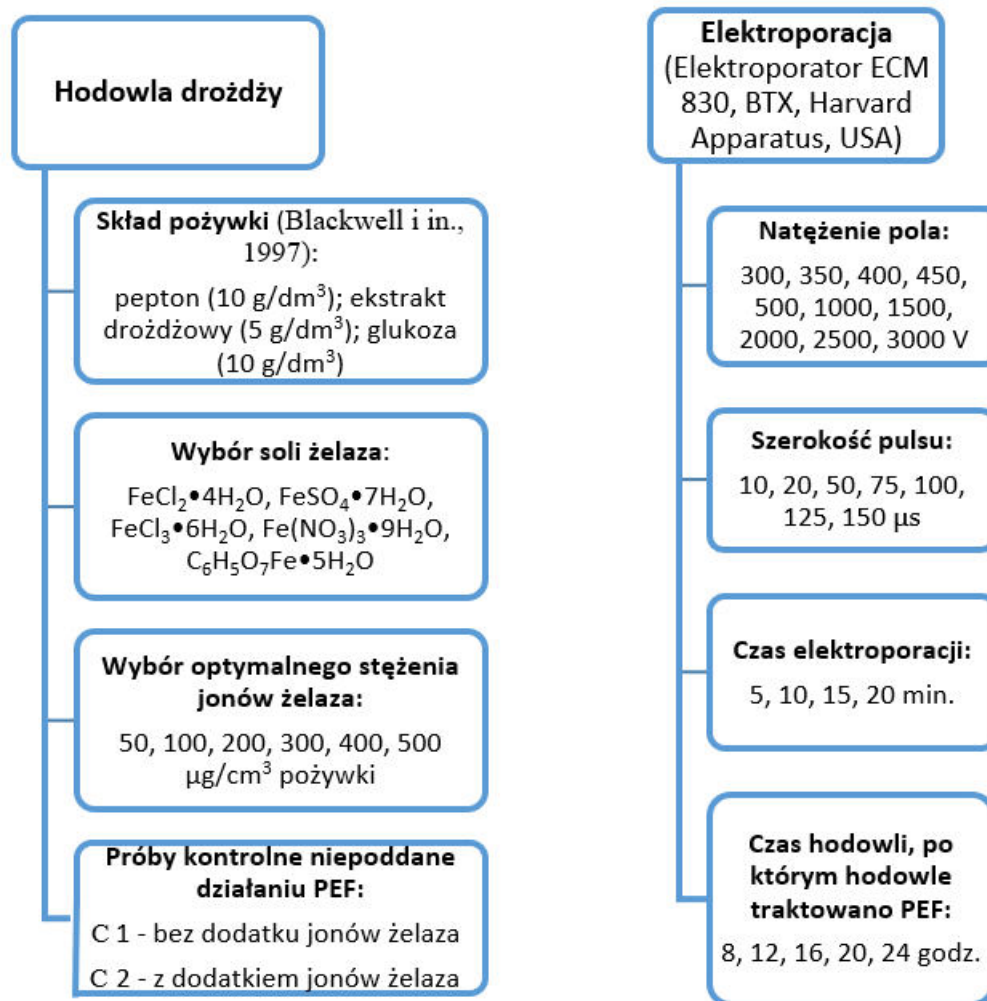 Hodowla drożdży
Skład pożywki (Blackwell i in.,
1997):
pepton (10 g/dm³); ekstrakt
drożdżowy (5 g/dm³); glukoza
(10 g/dm³)
Wybór soli żelaza:
FeCl₂•4H₂O, FeSO₄•7H₂O,
FeCl₃•6H₂O, Fe(NO₃)₃•9H₂O,
C₆H₅O₇Fe•5H₂O
Wybór optymalnego stężenia
jonów żelaza:
50, 100, 200, 300, 400, 500
µg/cm³ pożywki
Próby kontrolne niepoddane
działaniu PEF:
C 1 - bez dodatku jonów żelaza
C 2 - z dodatkiem jonów żelaza
Elektroporacja
(Elektroporator ECM
830, BTX, Harvard
Apparatus, USA)
Natężenie pola:
300, 350, 400, 450,
500, 1000, 1500,
2000, 2500, 3000 V
Szerokość pulsu:
10, 20, 50, 75, 100,
125, 150 µs
Czas elektroporacji:
5, 10, 15, 20 min.
Czas hodowli, po
którym hodowle
traktowano PEF:
8, 12, 16, 20, 24 godz.